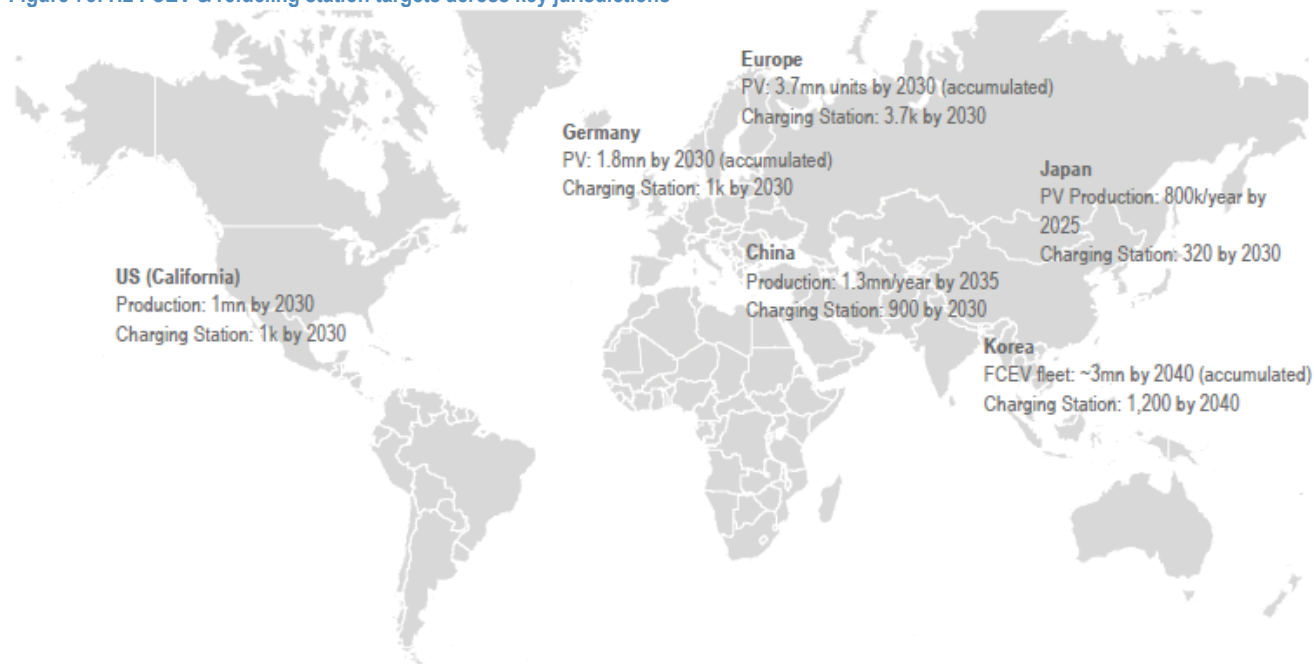 Europe
PV: 3.7mn units by 2030 (accumulated)
Charging Station: 3.7k by 2030
Germany
PV: 1.8mn by 2030 (accumulated)
Charging Station: 1k by 2030
Japan
PV Production: 800k/year by
2025
Charging Station: 320 by 2030
China
Production: 1.3mn/year by 2035
Charging Station: 900 by 2030
US (California)
Production: 1mn by 2030
Charging Station: 1k by 2030
Korea
FCEV fleet: ~3mn by 2040 (accumulated)
Charging Station: 1,200 by 2040